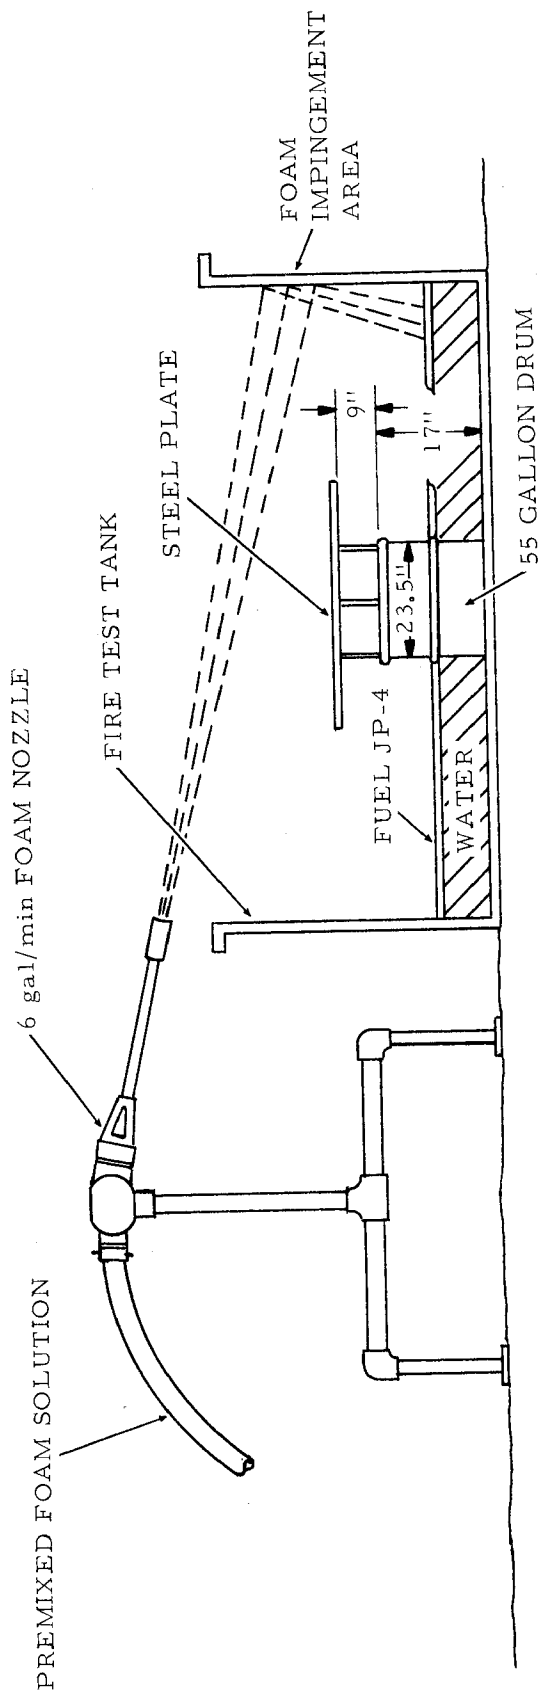 PREMIXED FOAM SOLUTION
6 gal/min FOAM NOZZLE
FIRE TEST TANK
STEEL PLATE
FOAM
IMPINGEMENT
AREA
9"
17"
23.5"
FUEL JP-4
WATER
55 GALLON DRUM